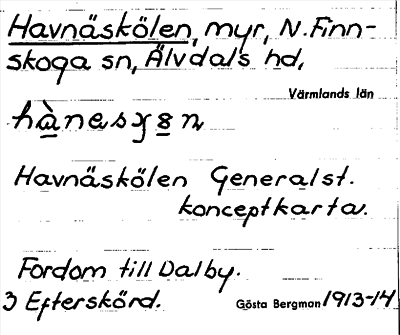 Havnäskölen, myr, N. Finn-
skoga sn, Älvdals hd,
Värmlands län
Havnäskölen Generalst.
konceptkarta.
Fordom till Dalby.
3 Efterskörd. Gösta Bergman 1913-14